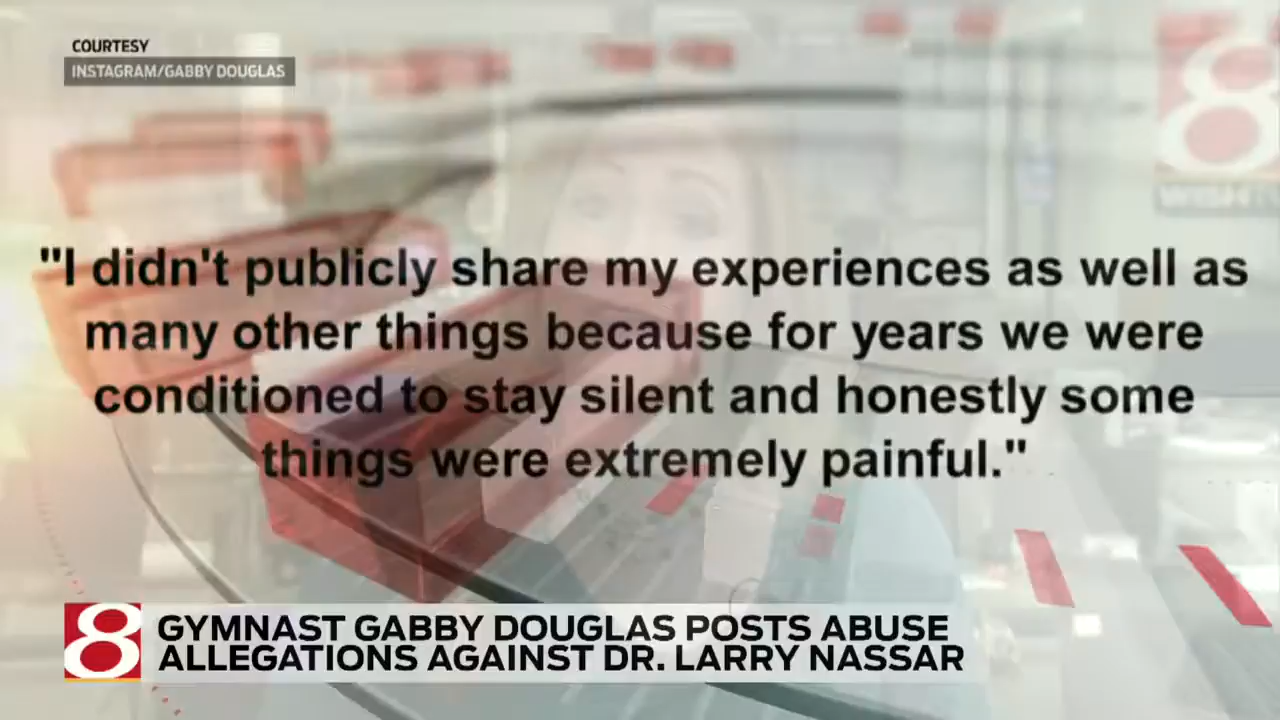 COURTESY
INSTAGRAM/GABBY DOUGLAS
8
"I didn't publicly share my experiences as well as
many other things because for years we were
conditioned to stay silent and honestly some
things were extremely painful."
8
GYMNAST GABBY DOUGLAS POSTS ABUSE
ALLEGATIONS AGAINST DR. LARRY NASSAR